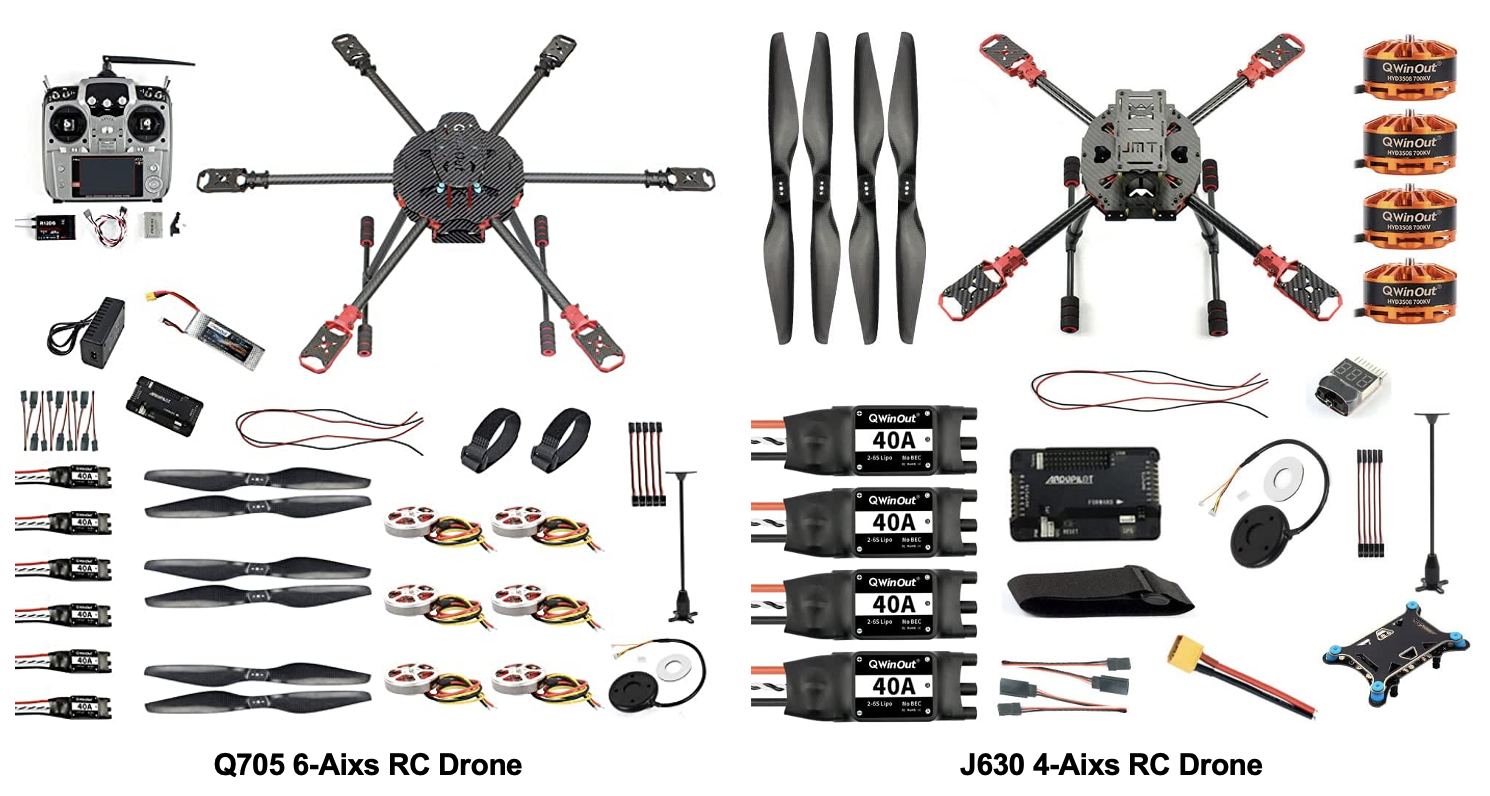 R12DS
JMT
QWinOut®
HYD3508 700KV
QWinOut®
HYD3508 700KV
QWinOut®
HYD3508 700KV
QWinOut®
HYD3508 700KV
ARDUPILOT
40A
40A
40A
40A
40A
40A
QWinOut®
40A
2-6S Lipo No BEC
QWinOut®
40A
2-6S Lipo No BEC
QWinOut®
40A
2-6S Lipo No BEC
QWinOut®
40A
2-6S Lipo No BEC
ARDUPILOT
FORWARD
RESET
Q705 6-Aixs RC Drone
J630 4-Aixs RC Drone